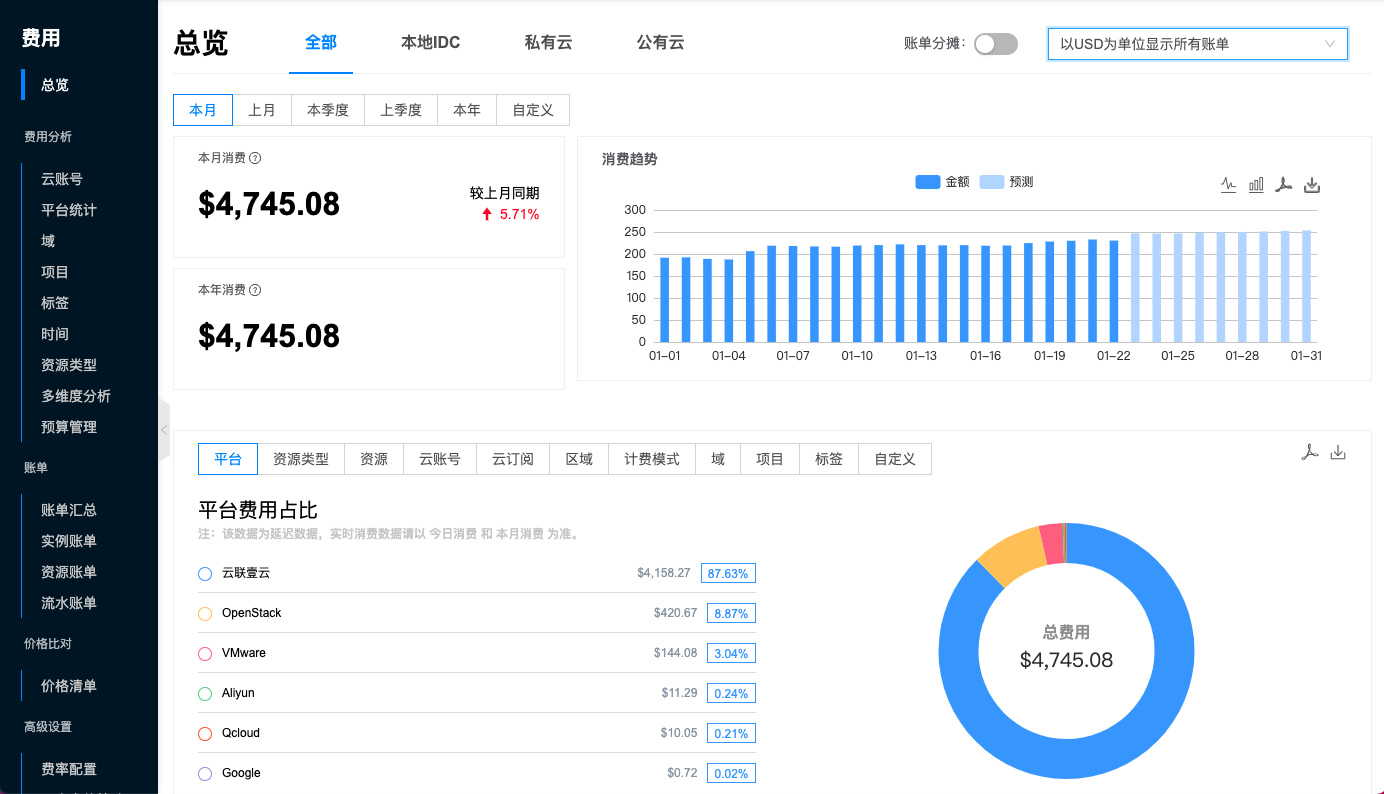 费用
总览
费用分析
云账号
平台统计
域
项目
标签
时间
资源类型
多维度分析
预算管理
账单
账单汇总
实例账单
资源账单
流水账单
价格比对
价格清单
高级设置
费率配置
总览
全部 本地IDC 私有云 公有云
账单分摊：
以USD为单位显示所有账单
本月 上月 本季度 上季度 本年 自定义
本月消费
$4,745.08
较上月同期
5.71%
本年消费
$4,745.08
消费趋势
金额 预测
300
250
200
150
100
50
0
01-01 01-04 01-07 01-10 01-13 01-16 01-19 01-22 01-25 01-28 01-31
平台 资源类型 资源 云账号 云订阅 区域 计费模式 域 项目 标签 自定义
平台费用占比
注：该数据为延迟数据，实时消费数据请以 今日消费 和 本月消费 为准。
云联壹云 $4,158.27 87.63%
OpenStack $420.67 8.87%
VMware $144.08 3.04%
Aliyun $11.29 0.24%
Qcloud $10.05 0.21%
Google $0.72 0.02%
总费用
$4,745.08